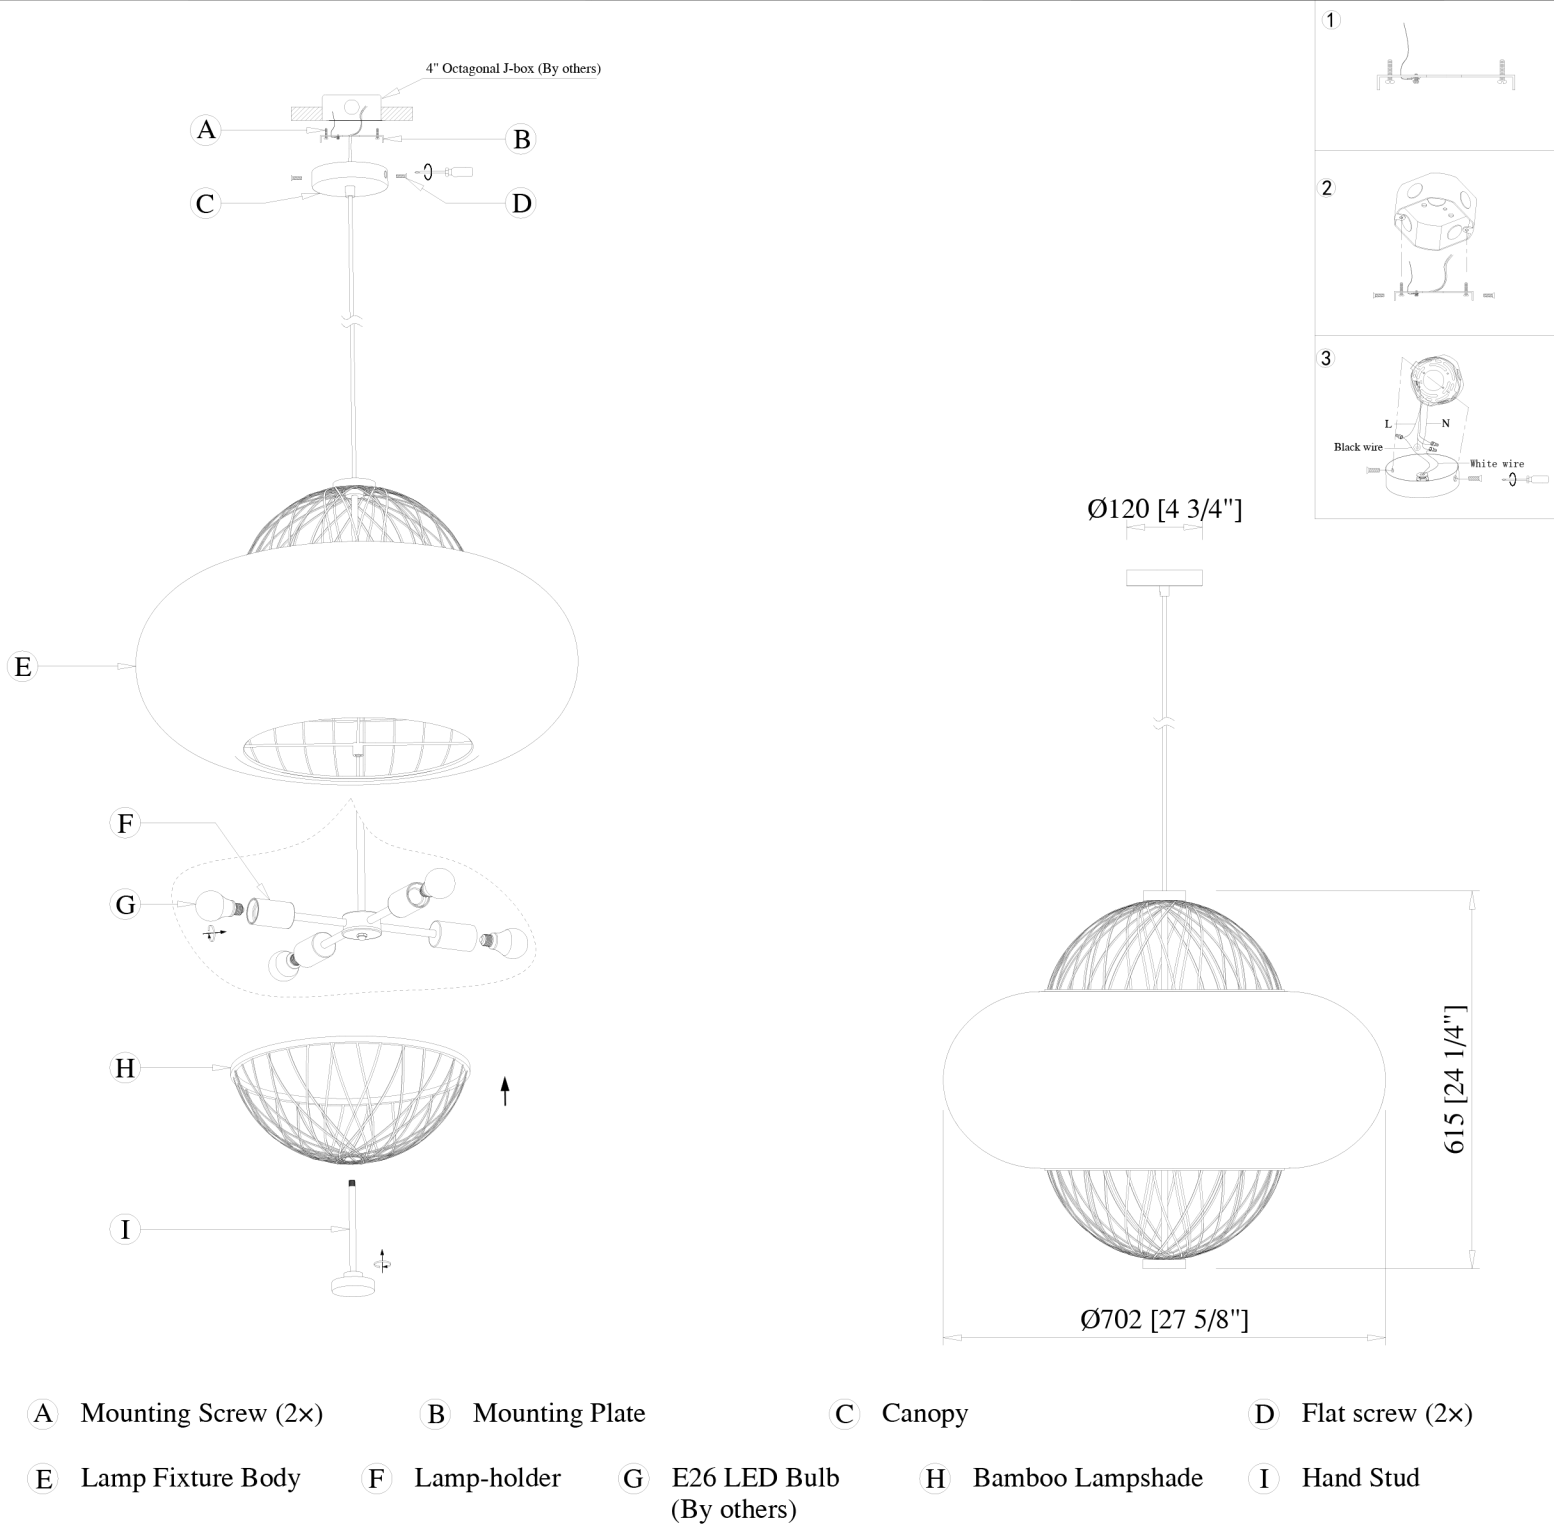 4" Octagonal J-box (By others)
A
B
C
D
E
F
G
H
I
1
2
3
L
N
Black wire
White wire
Ø120 [4 3/4"]
615 [24 1/4"]
Ø702 [27 5/8"]
A Mounting Screw (2×)
B Mounting Plate
C Canopy
D Flat screw (2×)
E Lamp Fixture Body
F Lamp-holder
G E26 LED Bulb
(By others)
H Bamboo Lampshade
I Hand Stud